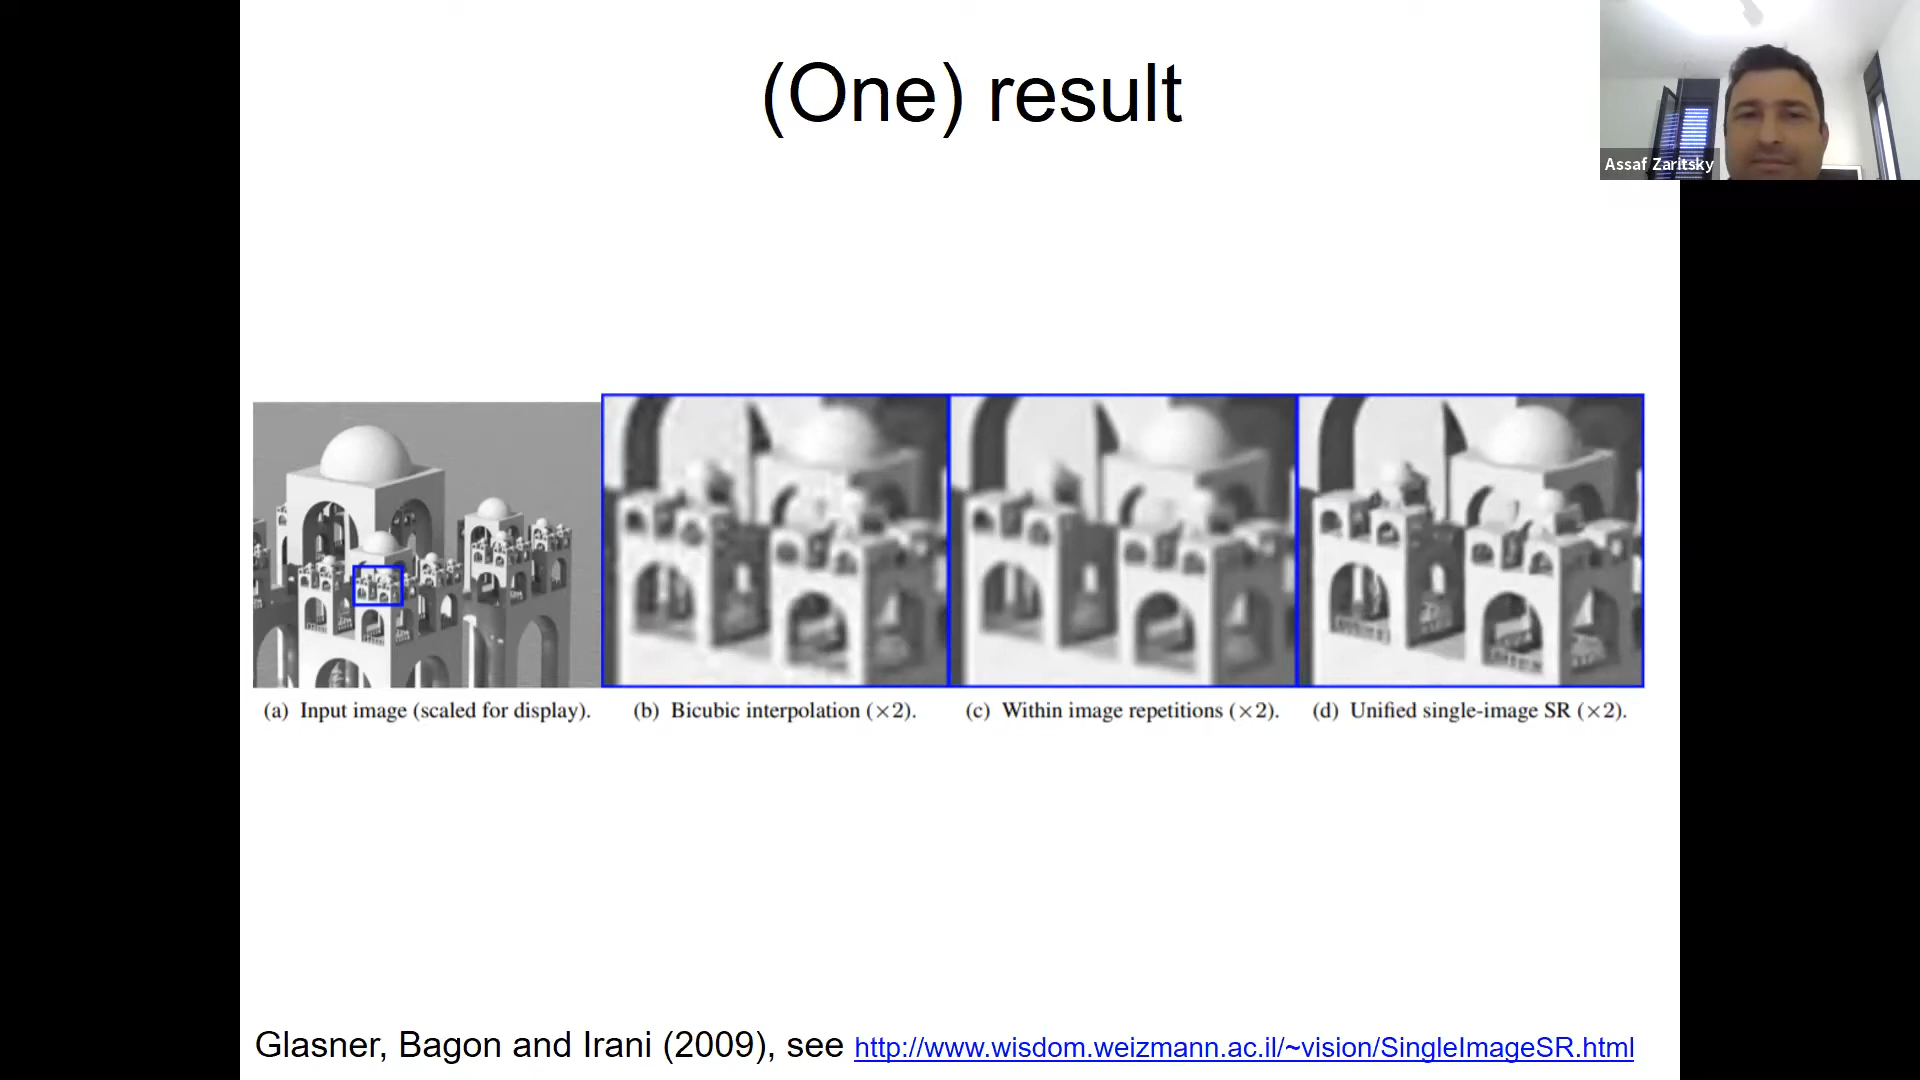 (One) result
Assaf Zaritsky
(a) Input image (scaled for display).
(b) Bicubic interpolation (×2).
(c) Within image repetitions (×2).
(d) Unified single-image SR (×2).
Glasner, Bagon and Irani (2009), see http://www.wisdom.weizmann.ac.il/~vision/SingleImageSR.html